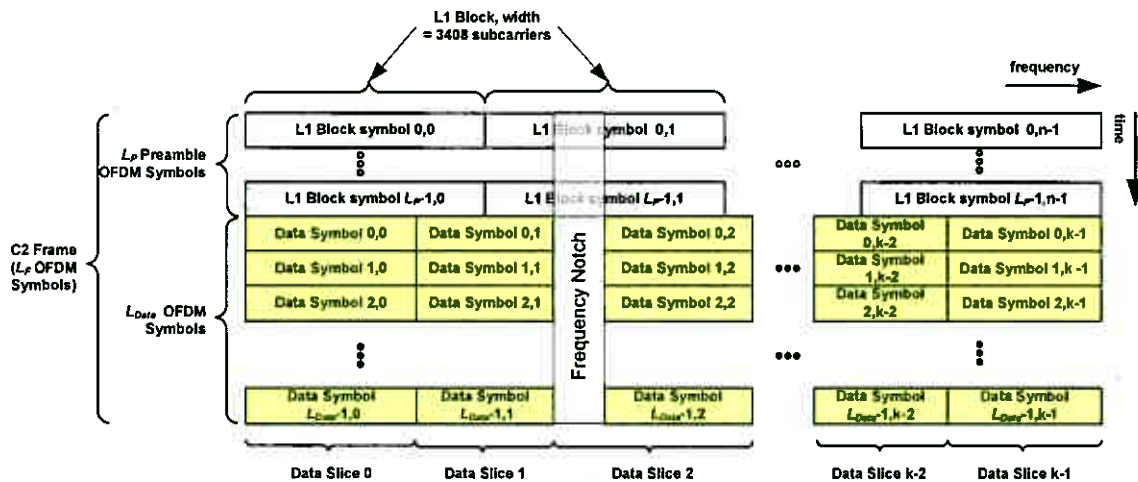 L1 Block, width
= 3408 subcarriers
frequency
time
L1 Block symbol 0,0
L1 Block symbol 0,1
L1 Block symbol 0,n-1
LP Preamble
OFDM Symbols
L1 Block symbol LP-1,0
L1 Block symbol LP-1,1
L1 Block symbol LP-1,n-1
C2 Frame
(LF OFDM
Symbols)
Data Symbol 0,0
Data Symbol 0,1
Data Symbol 0,2
Data Symbol
0,k-2
Data Symbol 0,k-1
Data Symbol 1,0
Data Symbol 1,1
Data Symbol 1,2
Data Symbol
1,k-2
Data Symbol 1,k-1
Data Symbol 2,0
Data Symbol 2,1
Data Symbol 2,2
Data Symbol
2,k-2
Data Symbol 2,k-1
LData OFDM
Symbols
Frequency Notch
Data Symbol
LData-1,0
Data Symbol
LData-1,1
Data Symbol
LData-1,2
Data Symbol
LData-1,k-2
Data Symbol
LData-1,k-1
Data Slice 0
Data Slice 1
Data Slice 2
Data Slice k-2
Data Slice k-1